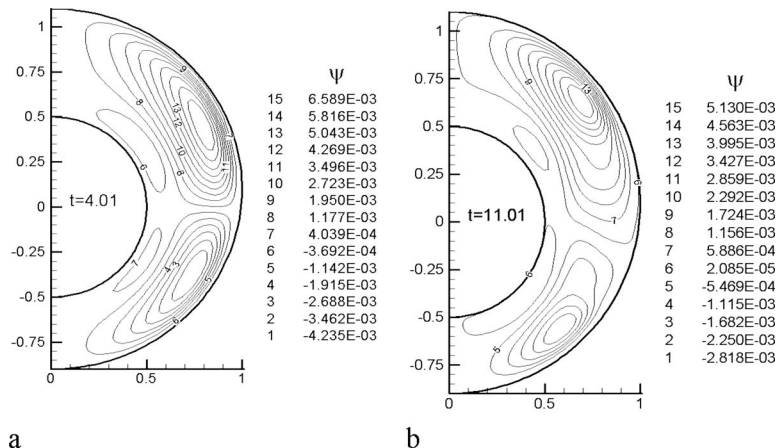 1
0.75
0.5
0.25
0
-0.25
-0.5
-0.75
0
0.5
1
t=4.01
9
8
13
12
7
10
11
6
8
7
4
3
5
6
ψ
15 6.589E-03
14 5.816E-03
13 5.043E-03
12 4.269E-03
11 3.496E-03
10 2.723E-03
9 1.950E-03
8 1.177E-03
7 4.039E-04
6 -3.692E-04
5 -1.142E-03
4 -1.915E-03
3 -2.688E-03
2 -3.462E-03
1 -4.235E-03
a
1
0.75
0.5
0.25
0
-0.25
-0.5
-0.75
0
0.5
1
t=11.01
9
13
6
6
7
6
5
ψ
15 5.130E-03
14 4.563E-03
13 3.995E-03
12 3.427E-03
11 2.859E-03
10 2.292E-03
9 1.724E-03
8 1.156E-03
7 5.886E-04
6 2.085E-05
5 -5.469E-04
4 -1.115E-03
3 -1.682E-03
2 -2.250E-03
1 -2.818E-03
b